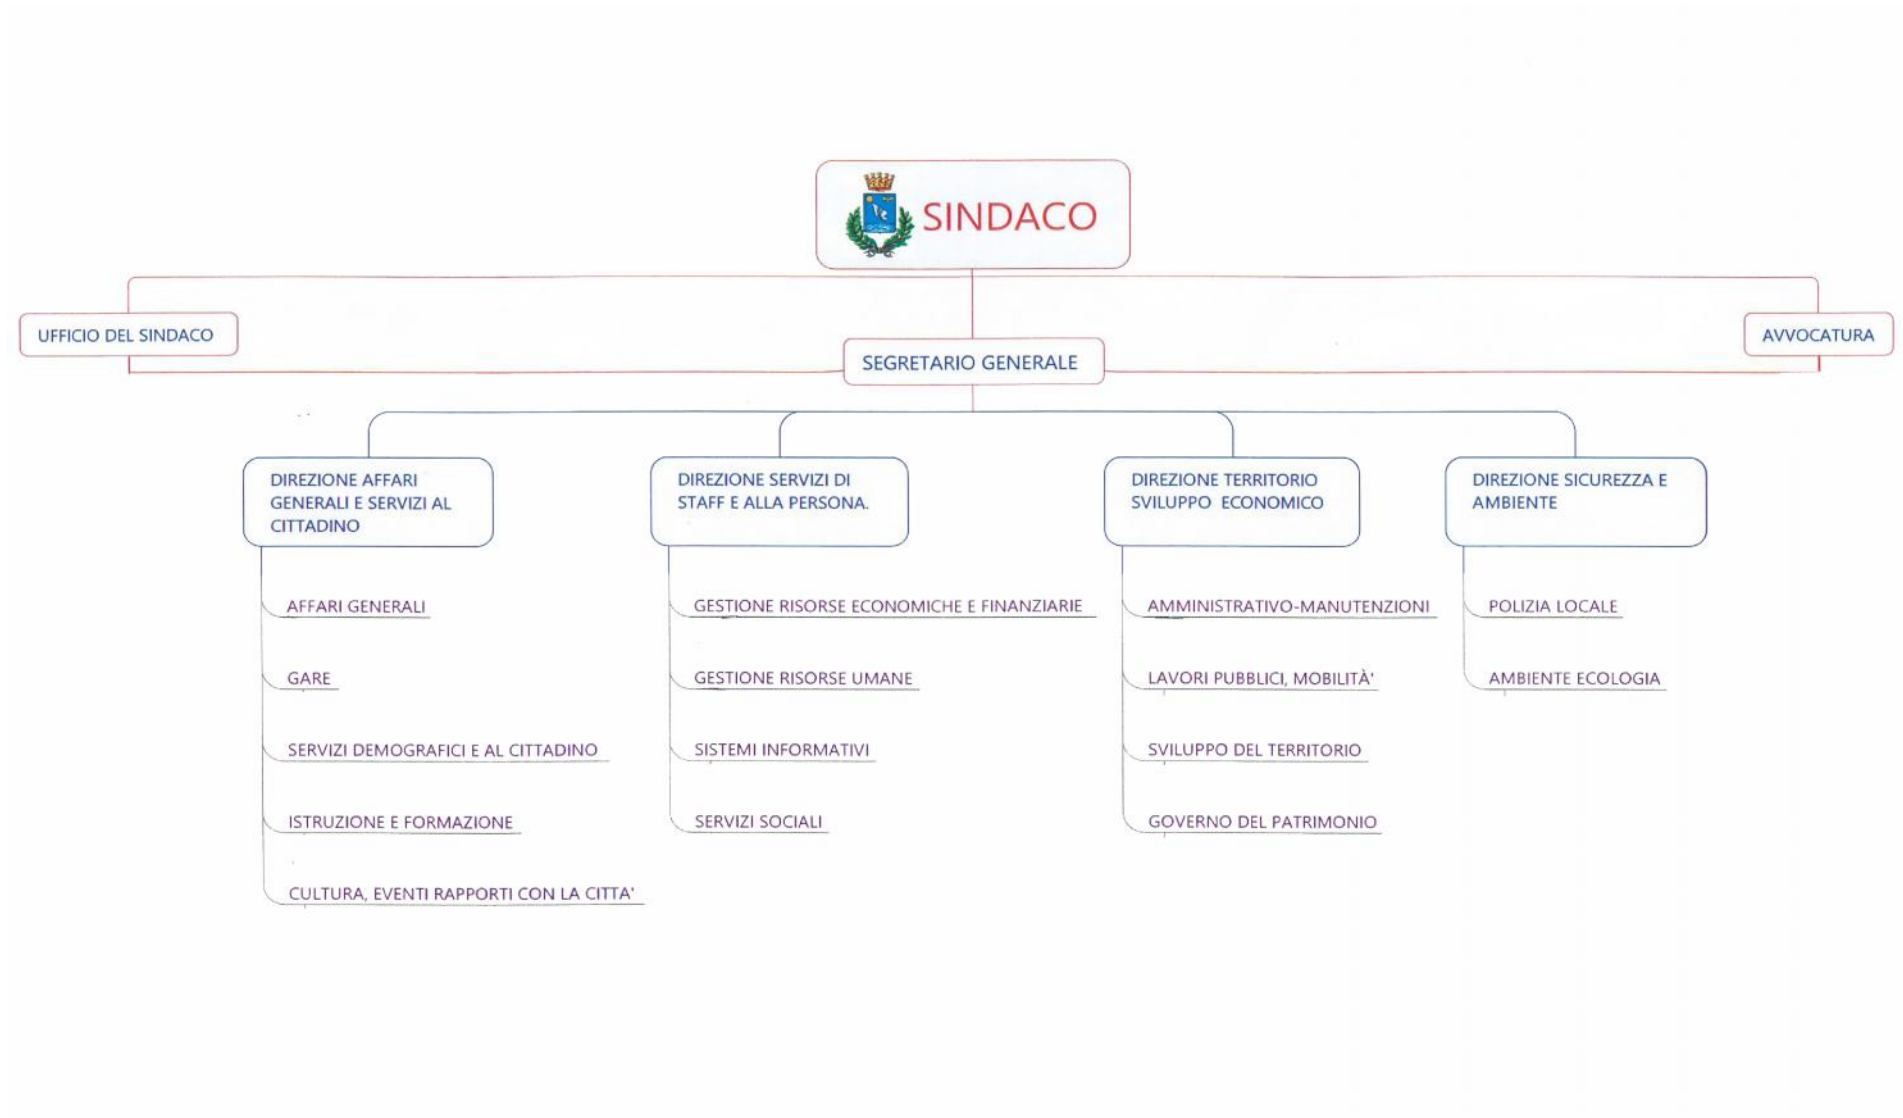 SINDACO
UFFICIO DEL SINDACO
AVVOCATURA
SEGRETARIO GENERALE
DIREZIONE AFFARI
GENERALI E SERVIZI AL
CITTADINO
AFFARI GENERALI
GARE
SERVIZI DEMOGRAFICI E AL CITTADINO
ISTRUZIONE E FORMAZIONE
CULTURA, EVENTI RAPPORTI CON LA CITTA'
DIREZIONE SERVIZI DI
STAFF E ALLA PERSONA.
GESTIONE RISORSE ECONOMICHE E FINANZIARIE
GESTIONE RISORSE UMANE
SISTEMI INFORMATIVI
SERVIZI SOCIALI
DIREZIONE TERRITORIO
SVILUPPO ECONOMICO
AMMINISTRATIVO-MANUTENZIONI
LAVORI PUBBLICI, MOBILITÀ'
SVILUPPO DEL TERRITORIO
GOVERNO DEL PATRIMONIO
DIREZIONE SICUREZZA E
AMBIENTE
POLIZIA LOCALE
AMBIENTE ECOLOGIA